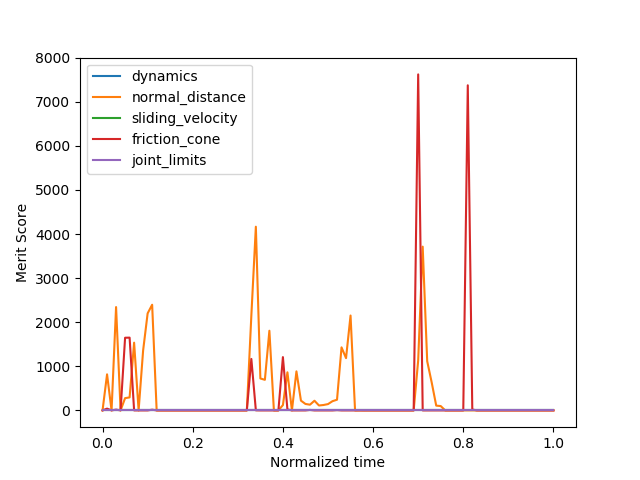 8000
7000
6000
5000
4000
3000
2000
1000
0
Merit Score
dynamics
normal_distance
sliding_velocity
friction_cone
joint_limits
0.0 0.2 0.4 0.6 0.8 1.0
Normalized time